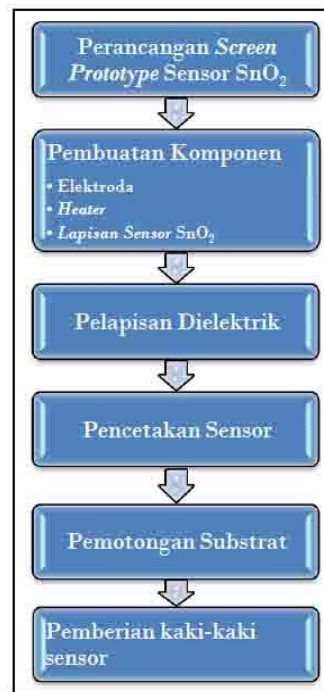 Perancangan Screen
Prototype Sensor SnO₂
Pembuatan Komponen
• Elektroda
• Heater
• Lapisan Sensor SnO₂
Pelapisan Dielektrik
Pencetakan Sensor
Pemotongan Substrat
Pemberian kaki-kaki
sensor